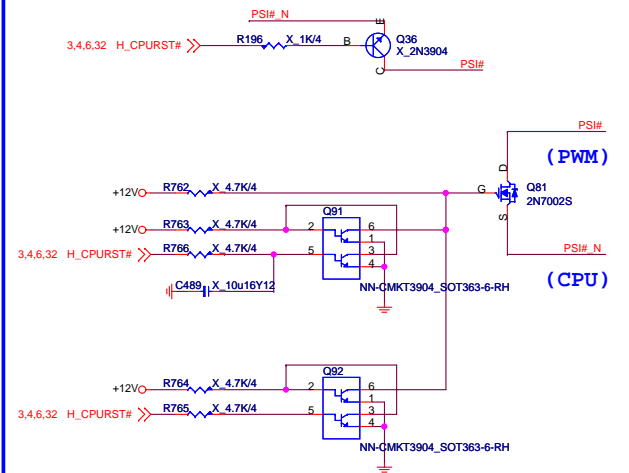 PSI#_N
E
3,4,6,32 H_CPURST#
R196 X_1K/4
B
Q36
X_2N3904
C
PSI#
PSI#
(PWM)
D
+12V
R762 X_4.7K/4
G
Q81
2N7002S
S
Q91
+12V
R763 X_4.7K/4
2
6
1
3,4,6,32 H_CPURST#
R766 X_4.7K/4
5
3
4
PSI#_N
(CPU)
C489 X_10u16Y12
NN-CMKT3904_SOT363-6-RH
Q92
+12V
R764 X_4.7K/4
2
6
1
3,4,6,32 H_CPURST#
R765 X_4.7K/4
5
3
4
NN-CMKT3904_SOT363-6-RH